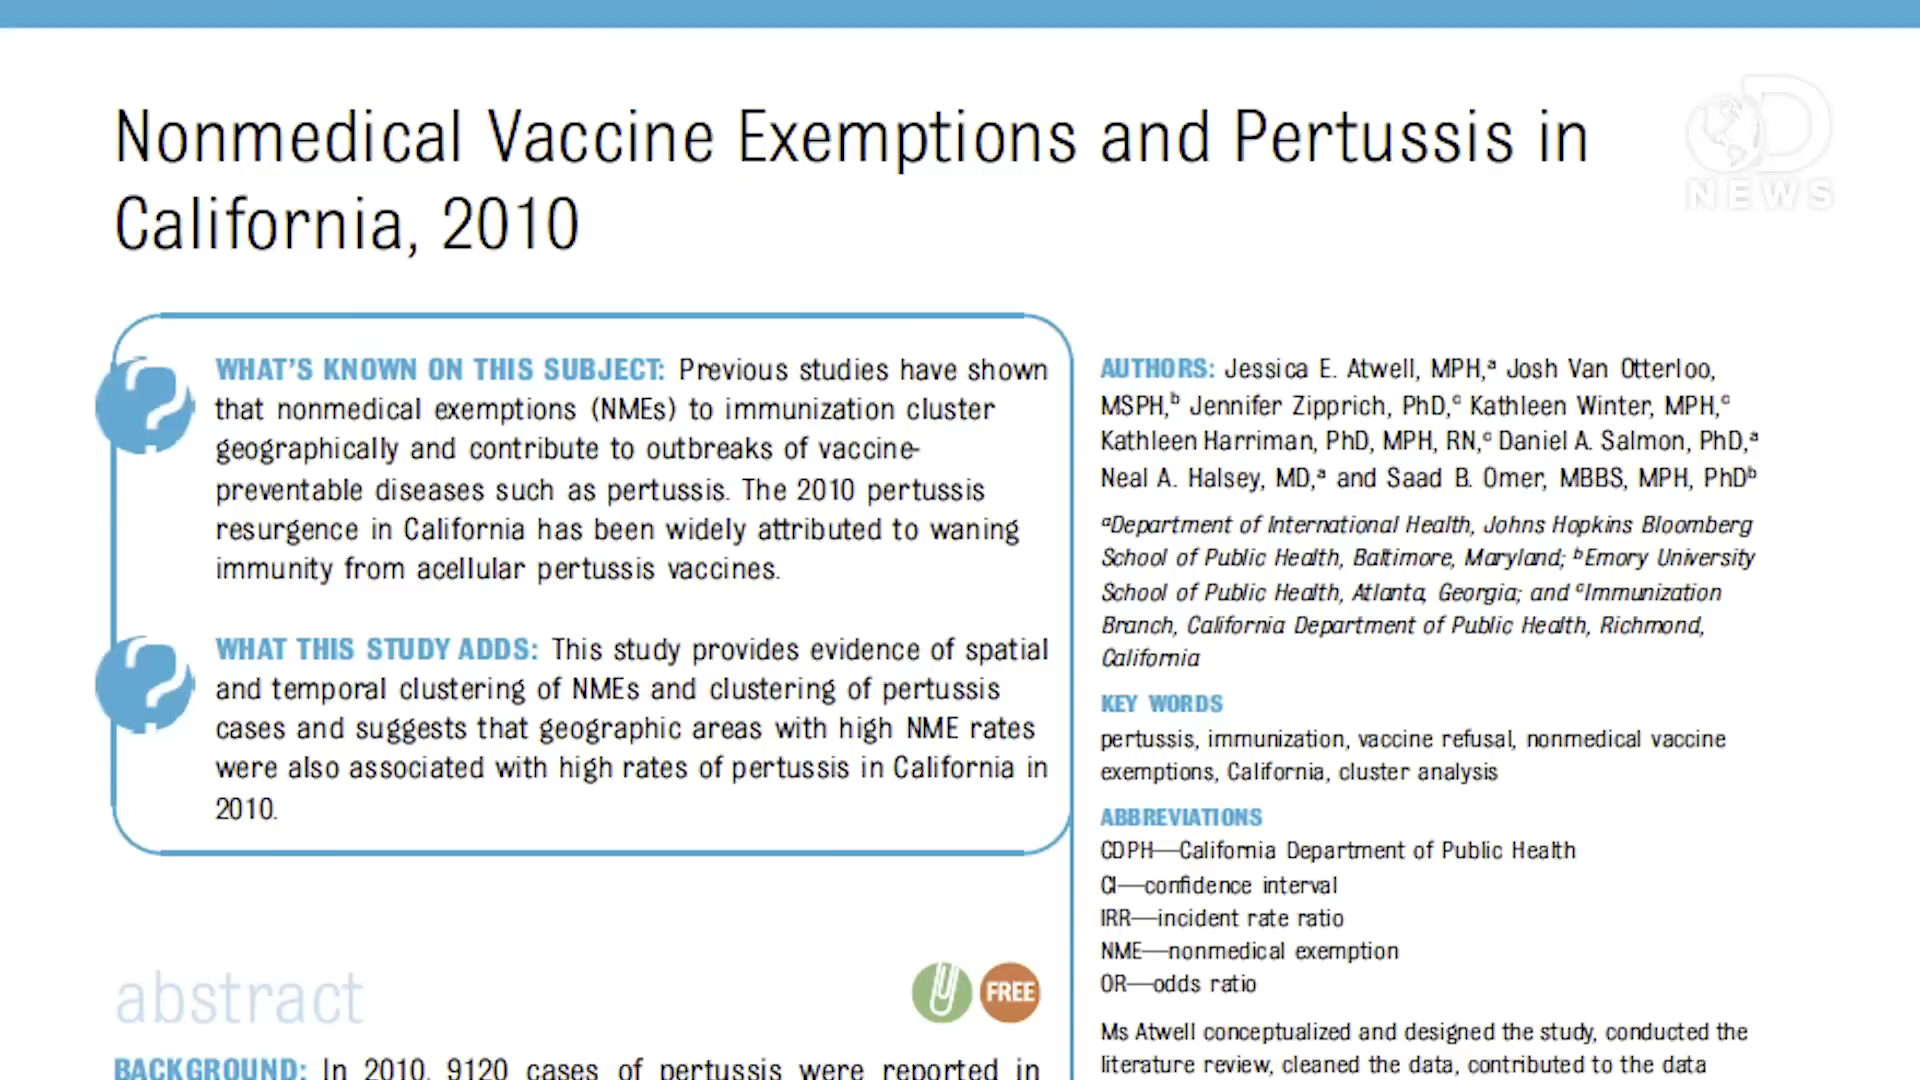 NEWS
Nonmedical Vaccine Exemptions and Pertussis in
California, 2010
WHAT'S KNOWN ON THIS SUBJECT: Previous studies have shown
that nonmedical exemptions (NMEs) to immunization cluster
geographically and contribute to outbreaks of vaccine-
preventable diseases such as pertussis. The 2010 pertussis
resurgence in California has been widely attributed to waning
immunity from acellular pertussis vaccines.
WHAT THIS STUDY ADDS: This study provides evidence of spatial
and temporal clustering of NMEs and clustering of pertussis
cases and suggests that geographic areas with high NME rates
were also associated with high rates of pertussis in California in
2010.
abstract
FREE
BACKGROUND: In 2010, 9120 cases of pertussis were reported in
AUTHORS: Jessica E. Atwell, MPH,ᵃ Josh Van Otterloo,
MSPH,ᵇ Jennifer Zipprich, PhD,ᶜ Kathleen Winter, MPH,ᶜ
Kathleen Harriman, PhD, MPH, RN,ᶜ Daniel A. Salmon, PhD,ᵃ
Neal A. Halsey, MD,ᵃ and Saad B. Omer, MBBS, MPH, PhDᵇ
ᵃDepartment of International Health, Johns Hopkins Bloomberg
School of Public Health, Baltimore, Maryland; ᵇEmory University
School of Public Health, Atlanta, Georgia; and ᶜImmunization
Branch, California Department of Public Health, Richmond,
California
KEY WORDS
pertussis, immunization, vaccine refusal, nonmedical vaccine
exemptions, California, cluster analysis
ABBREVIATIONS
CDPH—California Department of Public Health
CI—confidence interval
IRR—incident rate ratio
NME—nonmedical exemption
OR—odds ratio
Ms Atwell conceptualized and designed the study, conducted the
literature review, cleaned the data, contributed to the data